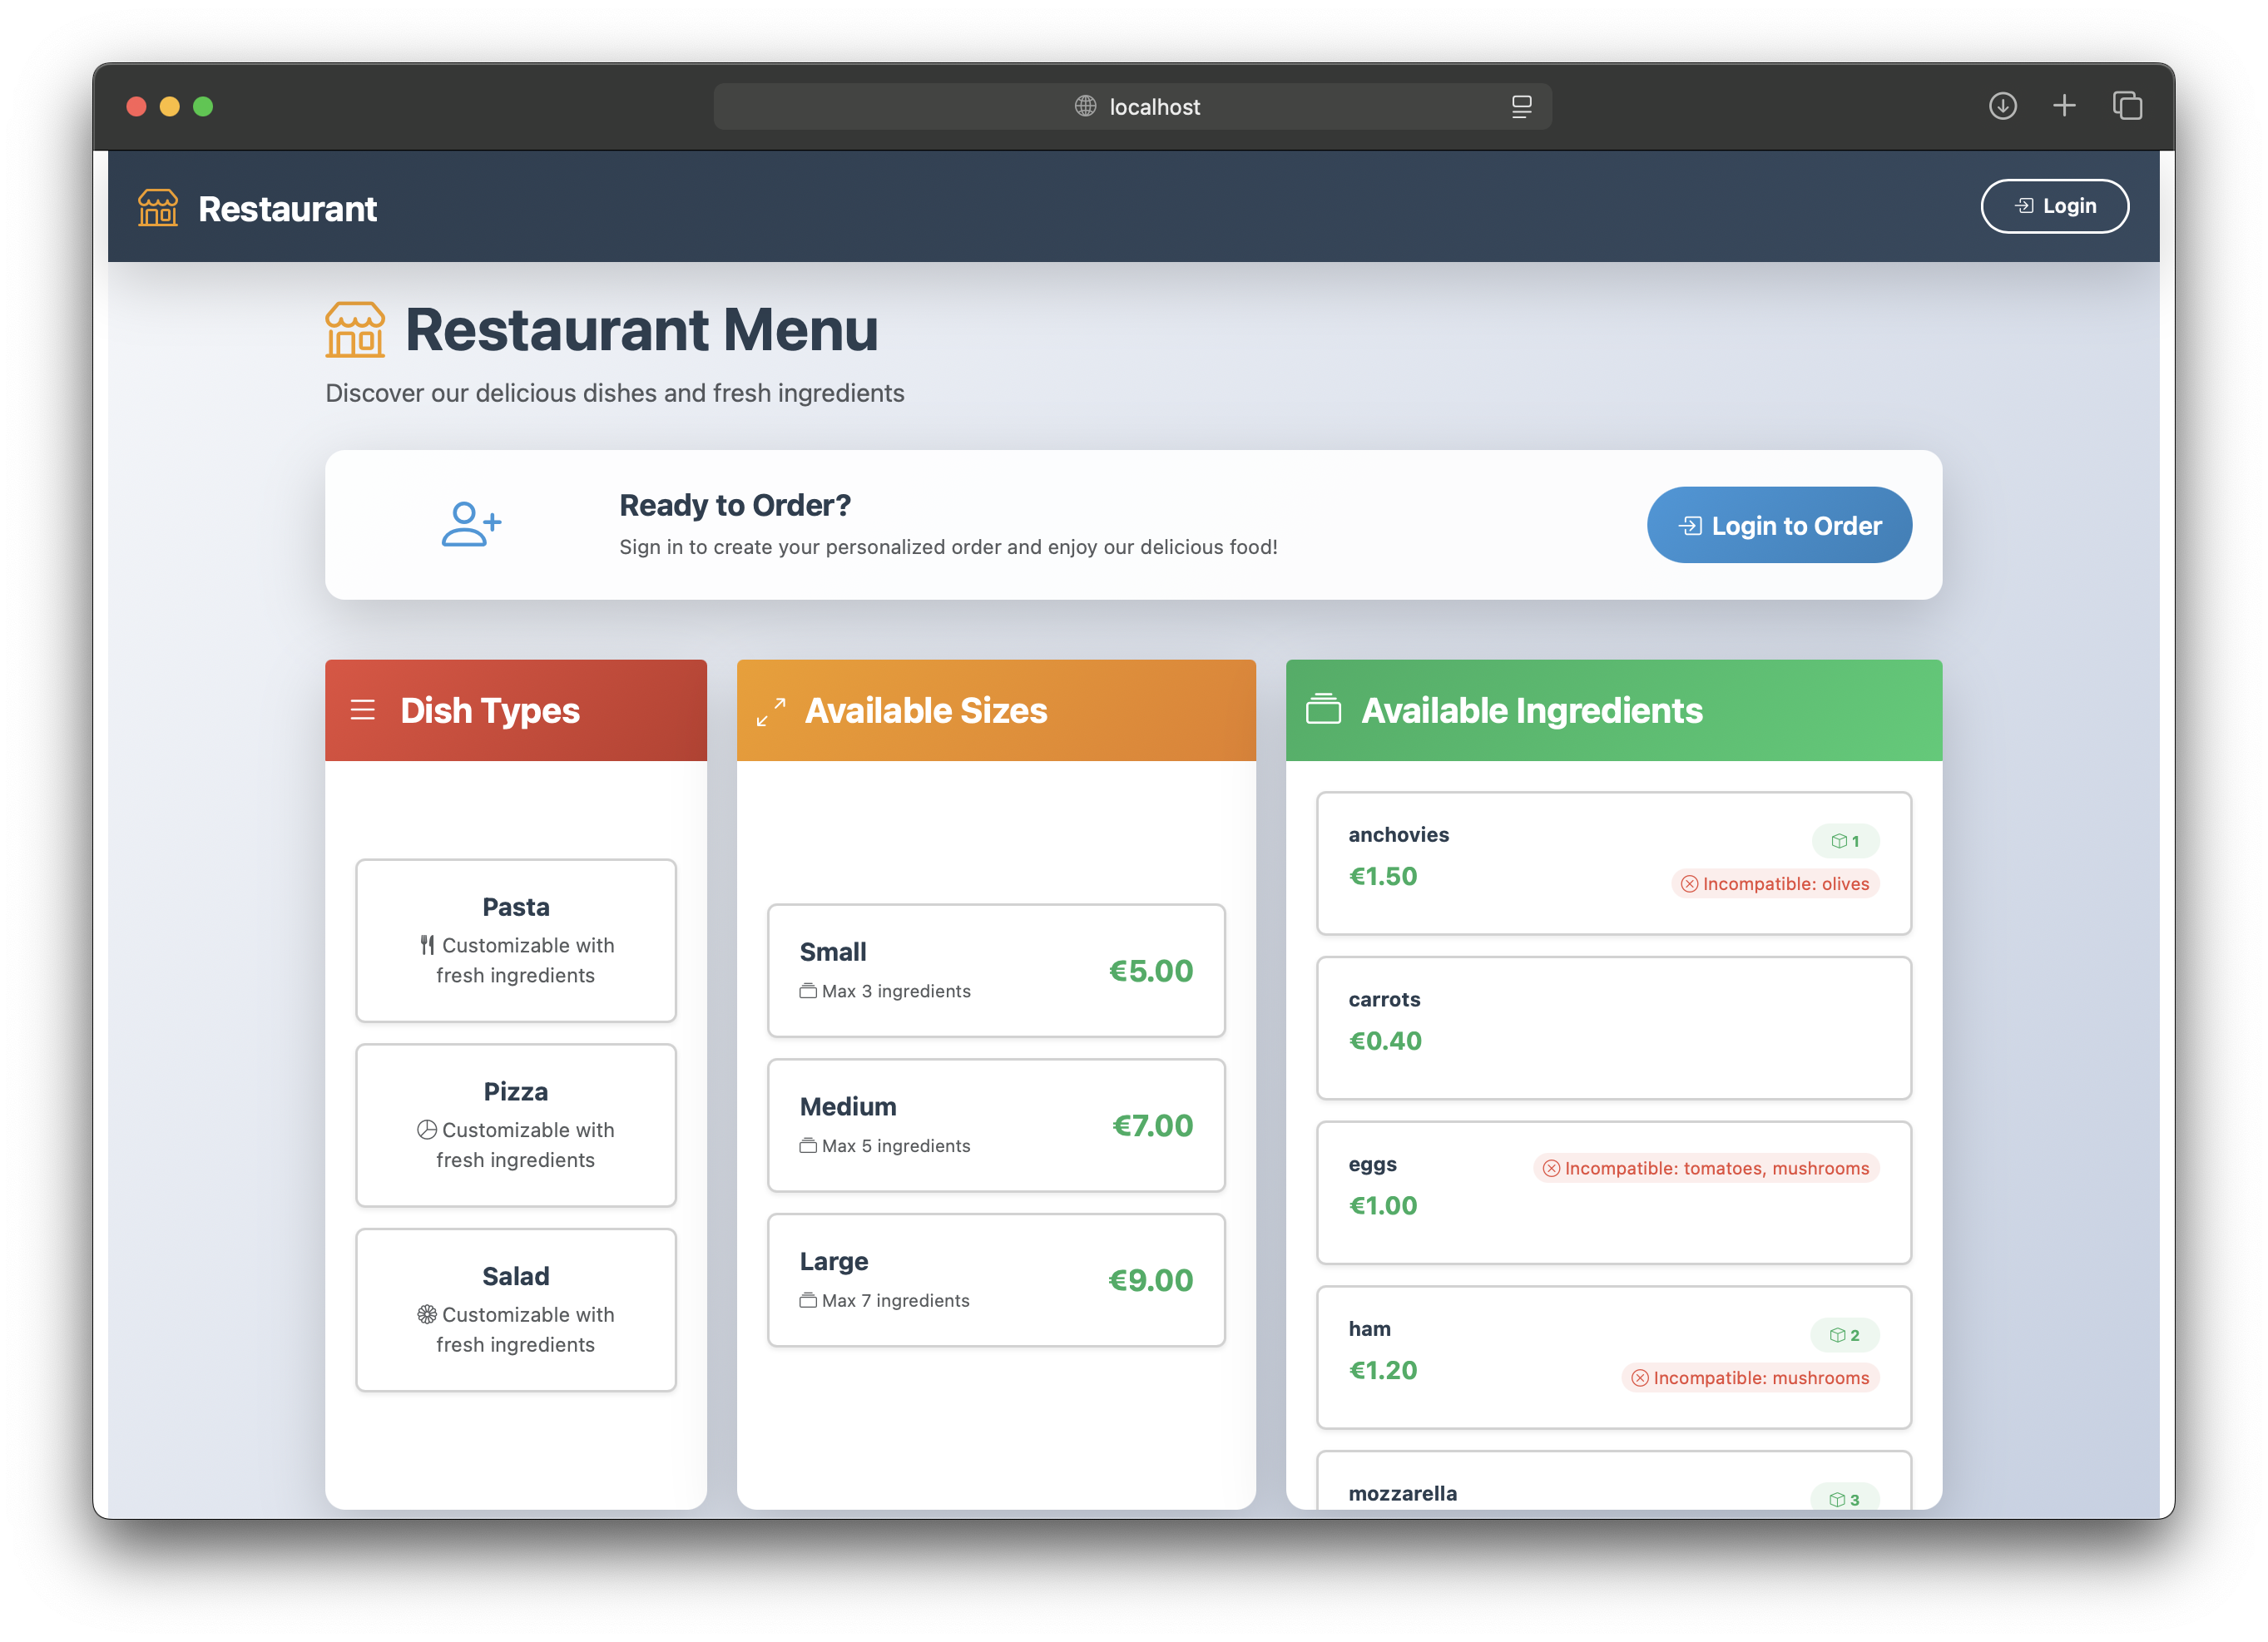 localhost
Restaurant
Login
Restaurant Menu
Discover our delicious dishes and fresh ingredients
Ready to Order?
Sign in to create your personalized order and enjoy our delicious food!
Login to Order
Dish Types
Pasta
Customizable with
fresh ingredients
Pizza
Customizable with
fresh ingredients
Salad
Customizable with
fresh ingredients
Available Sizes
Small
Max 3 ingredients
€5.00
Medium
Max 5 ingredients
€7.00
Large
Max 7 ingredients
€9.00
Available Ingredients
anchovies
€1.50
1
Incompatible: olives
carrots
€0.40
eggs
€1.00
Incompatible: tomatoes, mushrooms
ham
€1.20
2
Incompatible: mushrooms
mozzarella
3